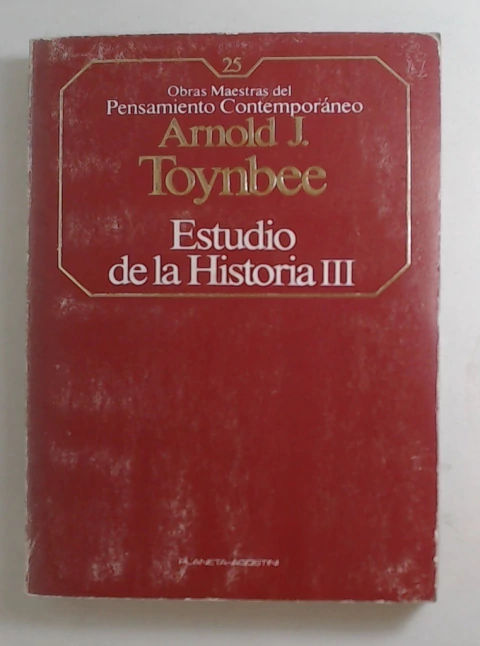 25
Obras Maestras del
Pensamiento Contemporáneo
Arnold J.
Toynbee
Estudio
de la Historia III
PLANETA-AGOSTINI